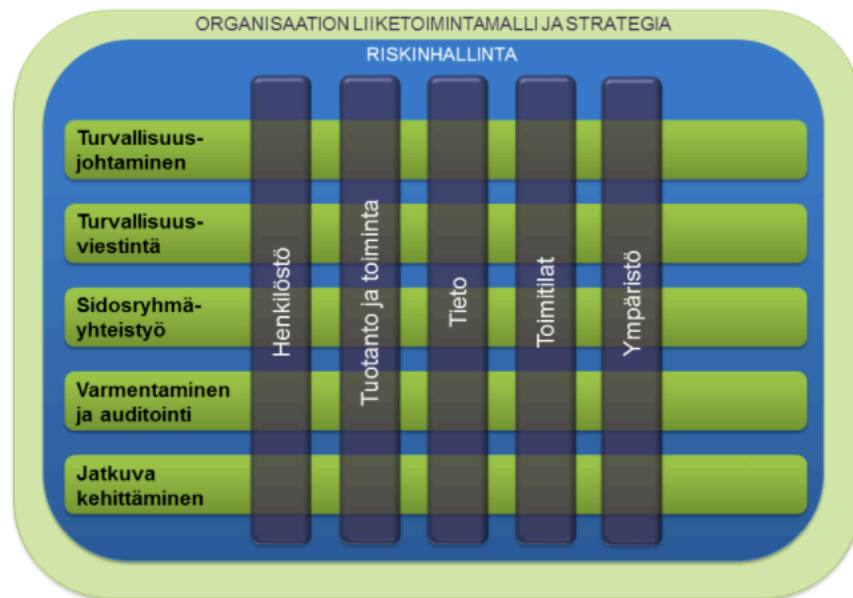 ORGANISAATION LIIKETOIMINTAMALLI JA STRATEGIA
RISKINHALLINTA
Turvallisuus-
johtaminen
Turvallisuus-
viestintä
Sidosryhmä-
yhteistyö
Varmentaminen
ja auditointi
Jatkuva
kehittäminen
Henkilöstö
Tuotanto ja toiminta
Tieto
Toimitilat
Ympäristö